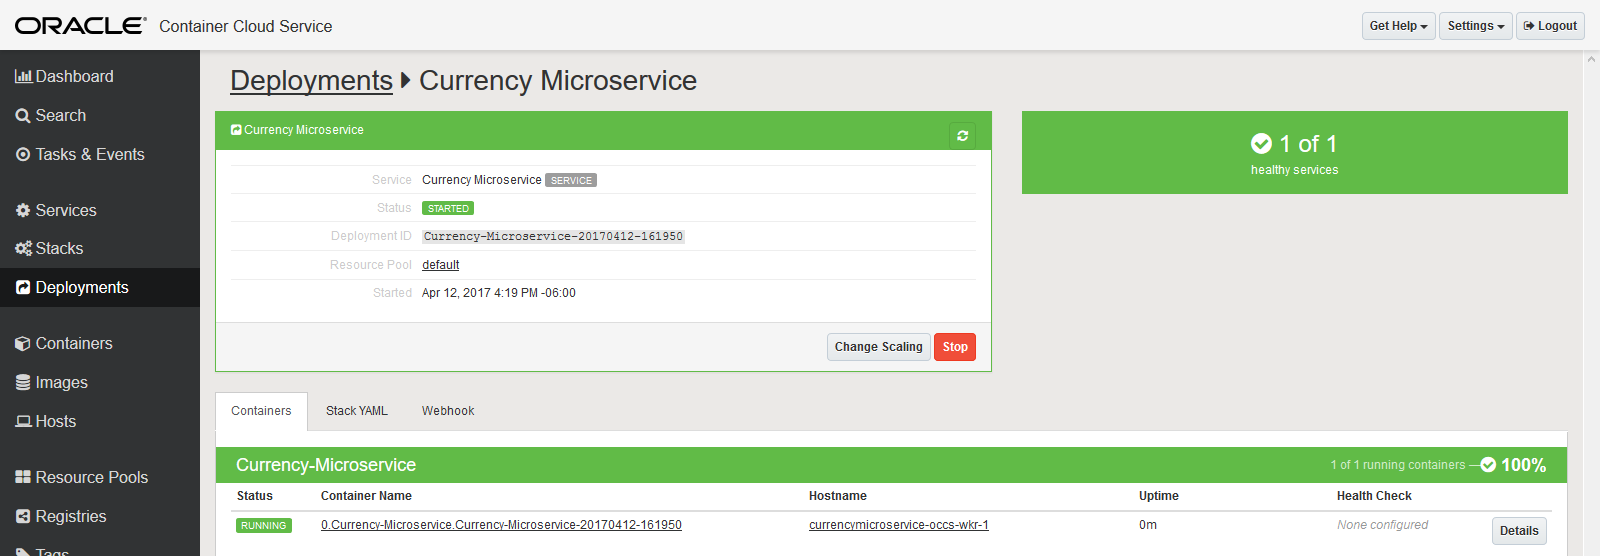 ORACLE® Container Cloud Service
Get Help Settings Logout
Dashboard
Search
Tasks & Events
Services
Stacks
Deployments
Containers
Images
Hosts
Resource Pools
Registries
Tags
Deployments Currency Microservice
Currency Microservice
Service Currency Microservice SERVICE
Status STARTED
Deployment ID Currency-Microservice-20170412-161950
Resource Pool default
Started Apr 12, 2017 4:19 PM -06:00
Change Scaling Stop
1 of 1
healthy services
Containers Stack YAML Webhook
Currency-Microservice 1 of 1 running containers — 100%
Status Container Name Hostname Uptime Health Check
RUNNING 0.Currency-Microservice.Currency-Microservice-20170412-161950 currencymicroservice-occs-wkr-1 0m None configured Details